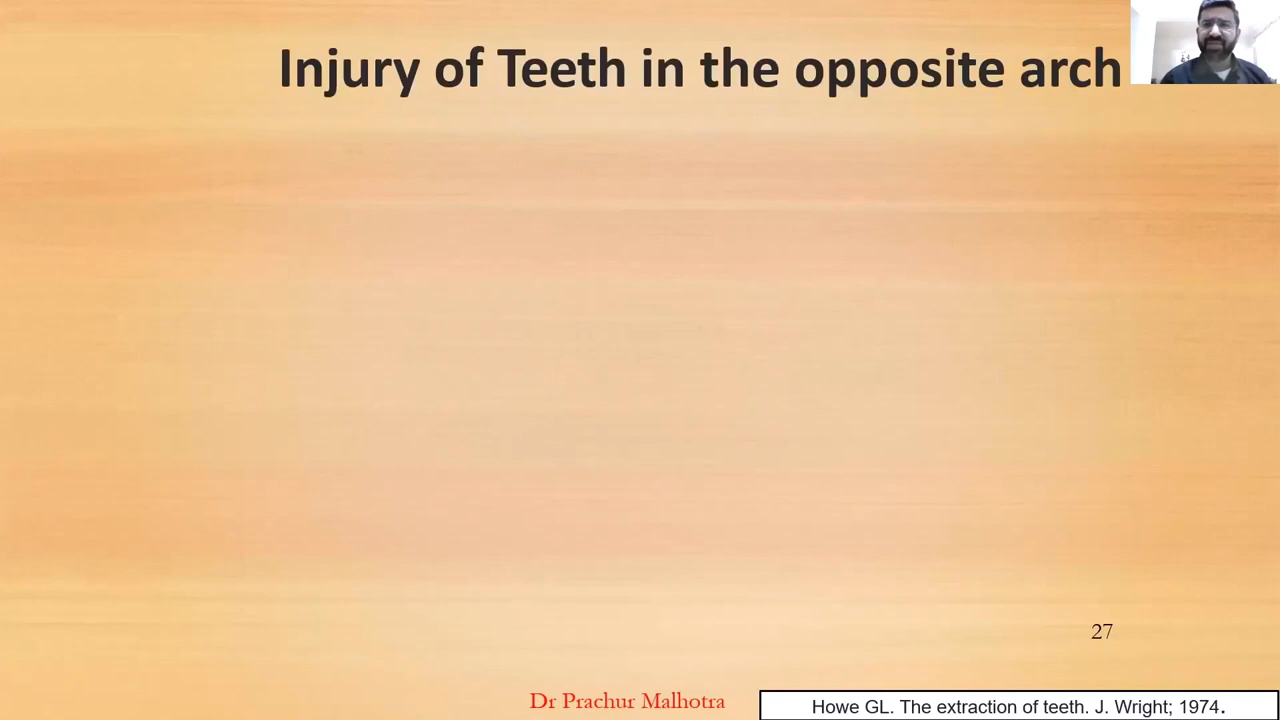 Injury of Teeth in the opposite arch
27
Dr Prachur Malhotra
Howe GL. The extraction of teeth. J. Wright; 1974.